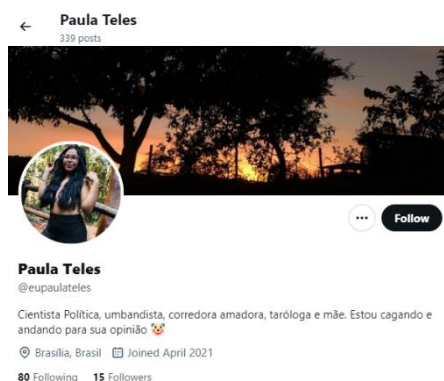 Paula Teles
339 posts
Follow
Paula Teles
@eupaulateles
Cientista Política, umbandista, corredora amadora, taróloga e mãe. Estou cagando e
andando para sua opinião 🤡
Brasília, Brasil Joined April 2021
80 Following 15 Followers